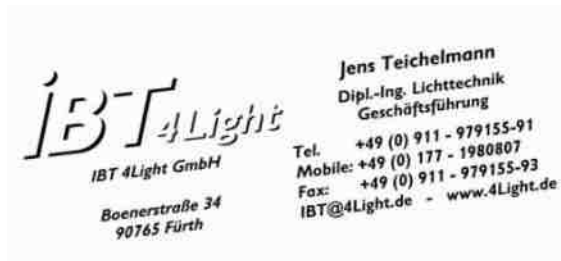 iBT 4Light
IBT 4Light GmbH
Boenerstraße 34
90765 Fürth
Jens Teichelmann
Dipl.-Ing. Lichttechnik
Geschäftsführung
Tel. +49 (0) 911 - 979155-91
Mobile: +49 (0) 177 - 1980807
Fax: +49 (0) 911 - 979155-93
IBT@4Light.de - www.4Light.de